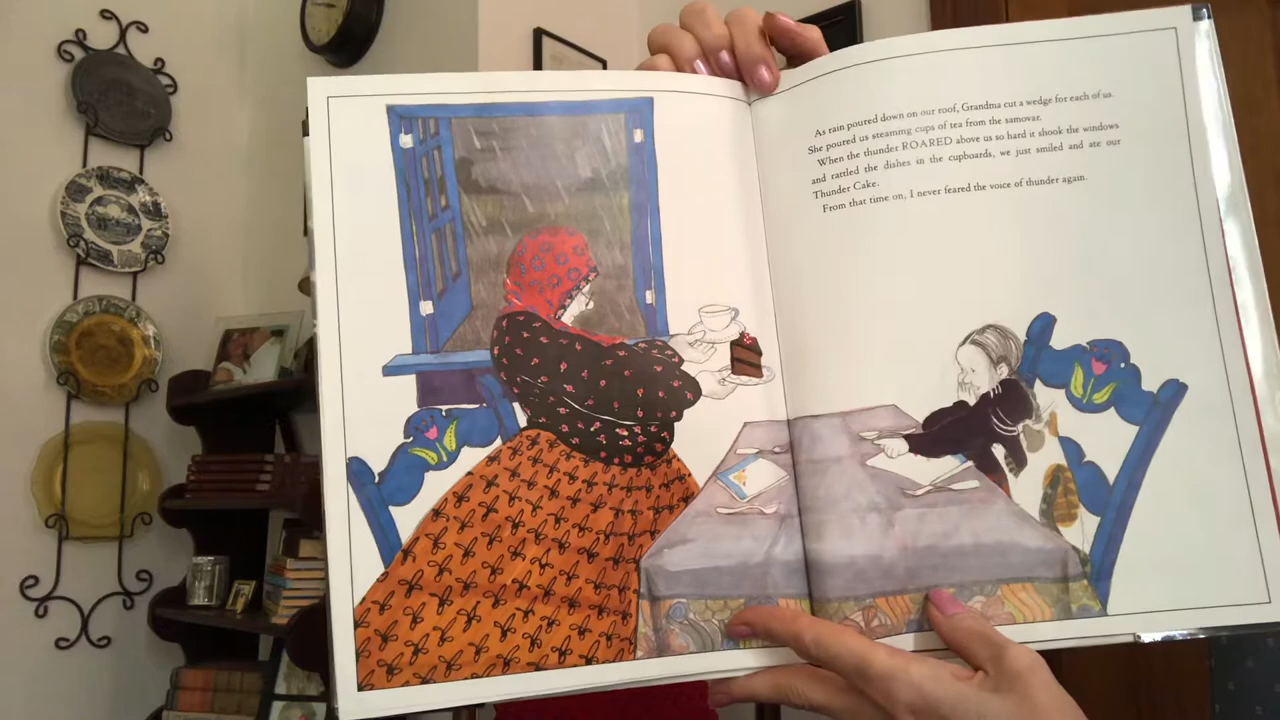 As rain poured down on our roof, Grandma cut a wedge for each of us.
She poured us steaming cups of tea from the samovar.
When the thunder ROARED above us so hard it shook the windows
and rattled the dishes in the cupboards, we just smiled and ate our
Thunder Cake.
From that time on, I never feared the voice of thunder again.